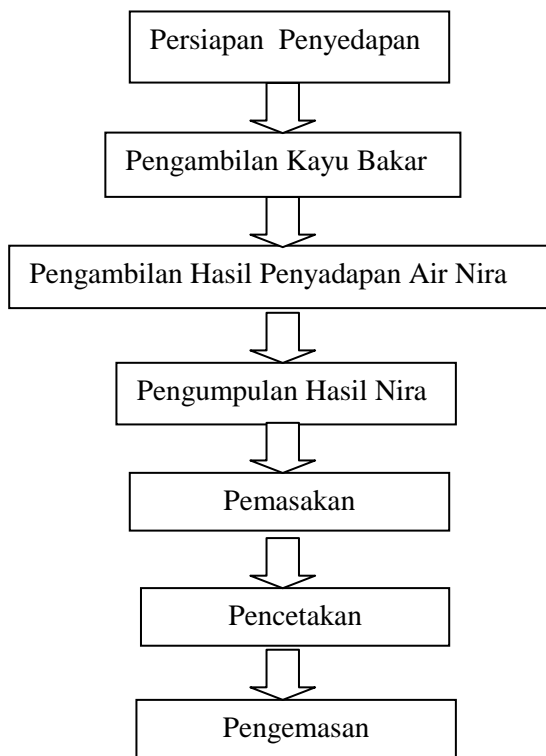 Persiapan Penyedapan
Pengambilan Kayu Bakar
Pengambilan Hasil Penyadapan Air Nira
Pengumpulan Hasil Nira
Pemasakan
Pencetakan
Pengemasan